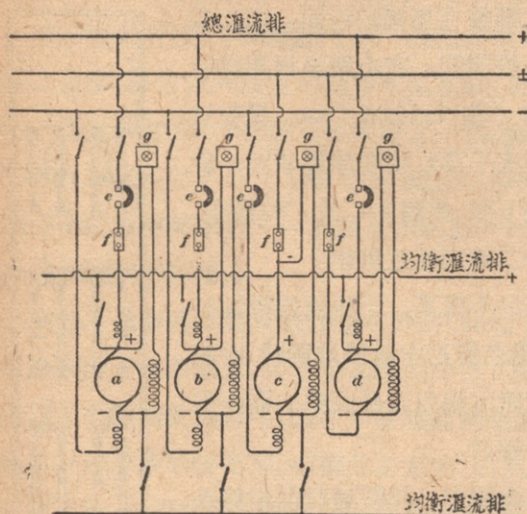 總滙流排
+
±
-
g g g g
e e e e
f f f f
-
均衡滙流排
+
+ + +
a b c d
- - - -
均衡滙流排